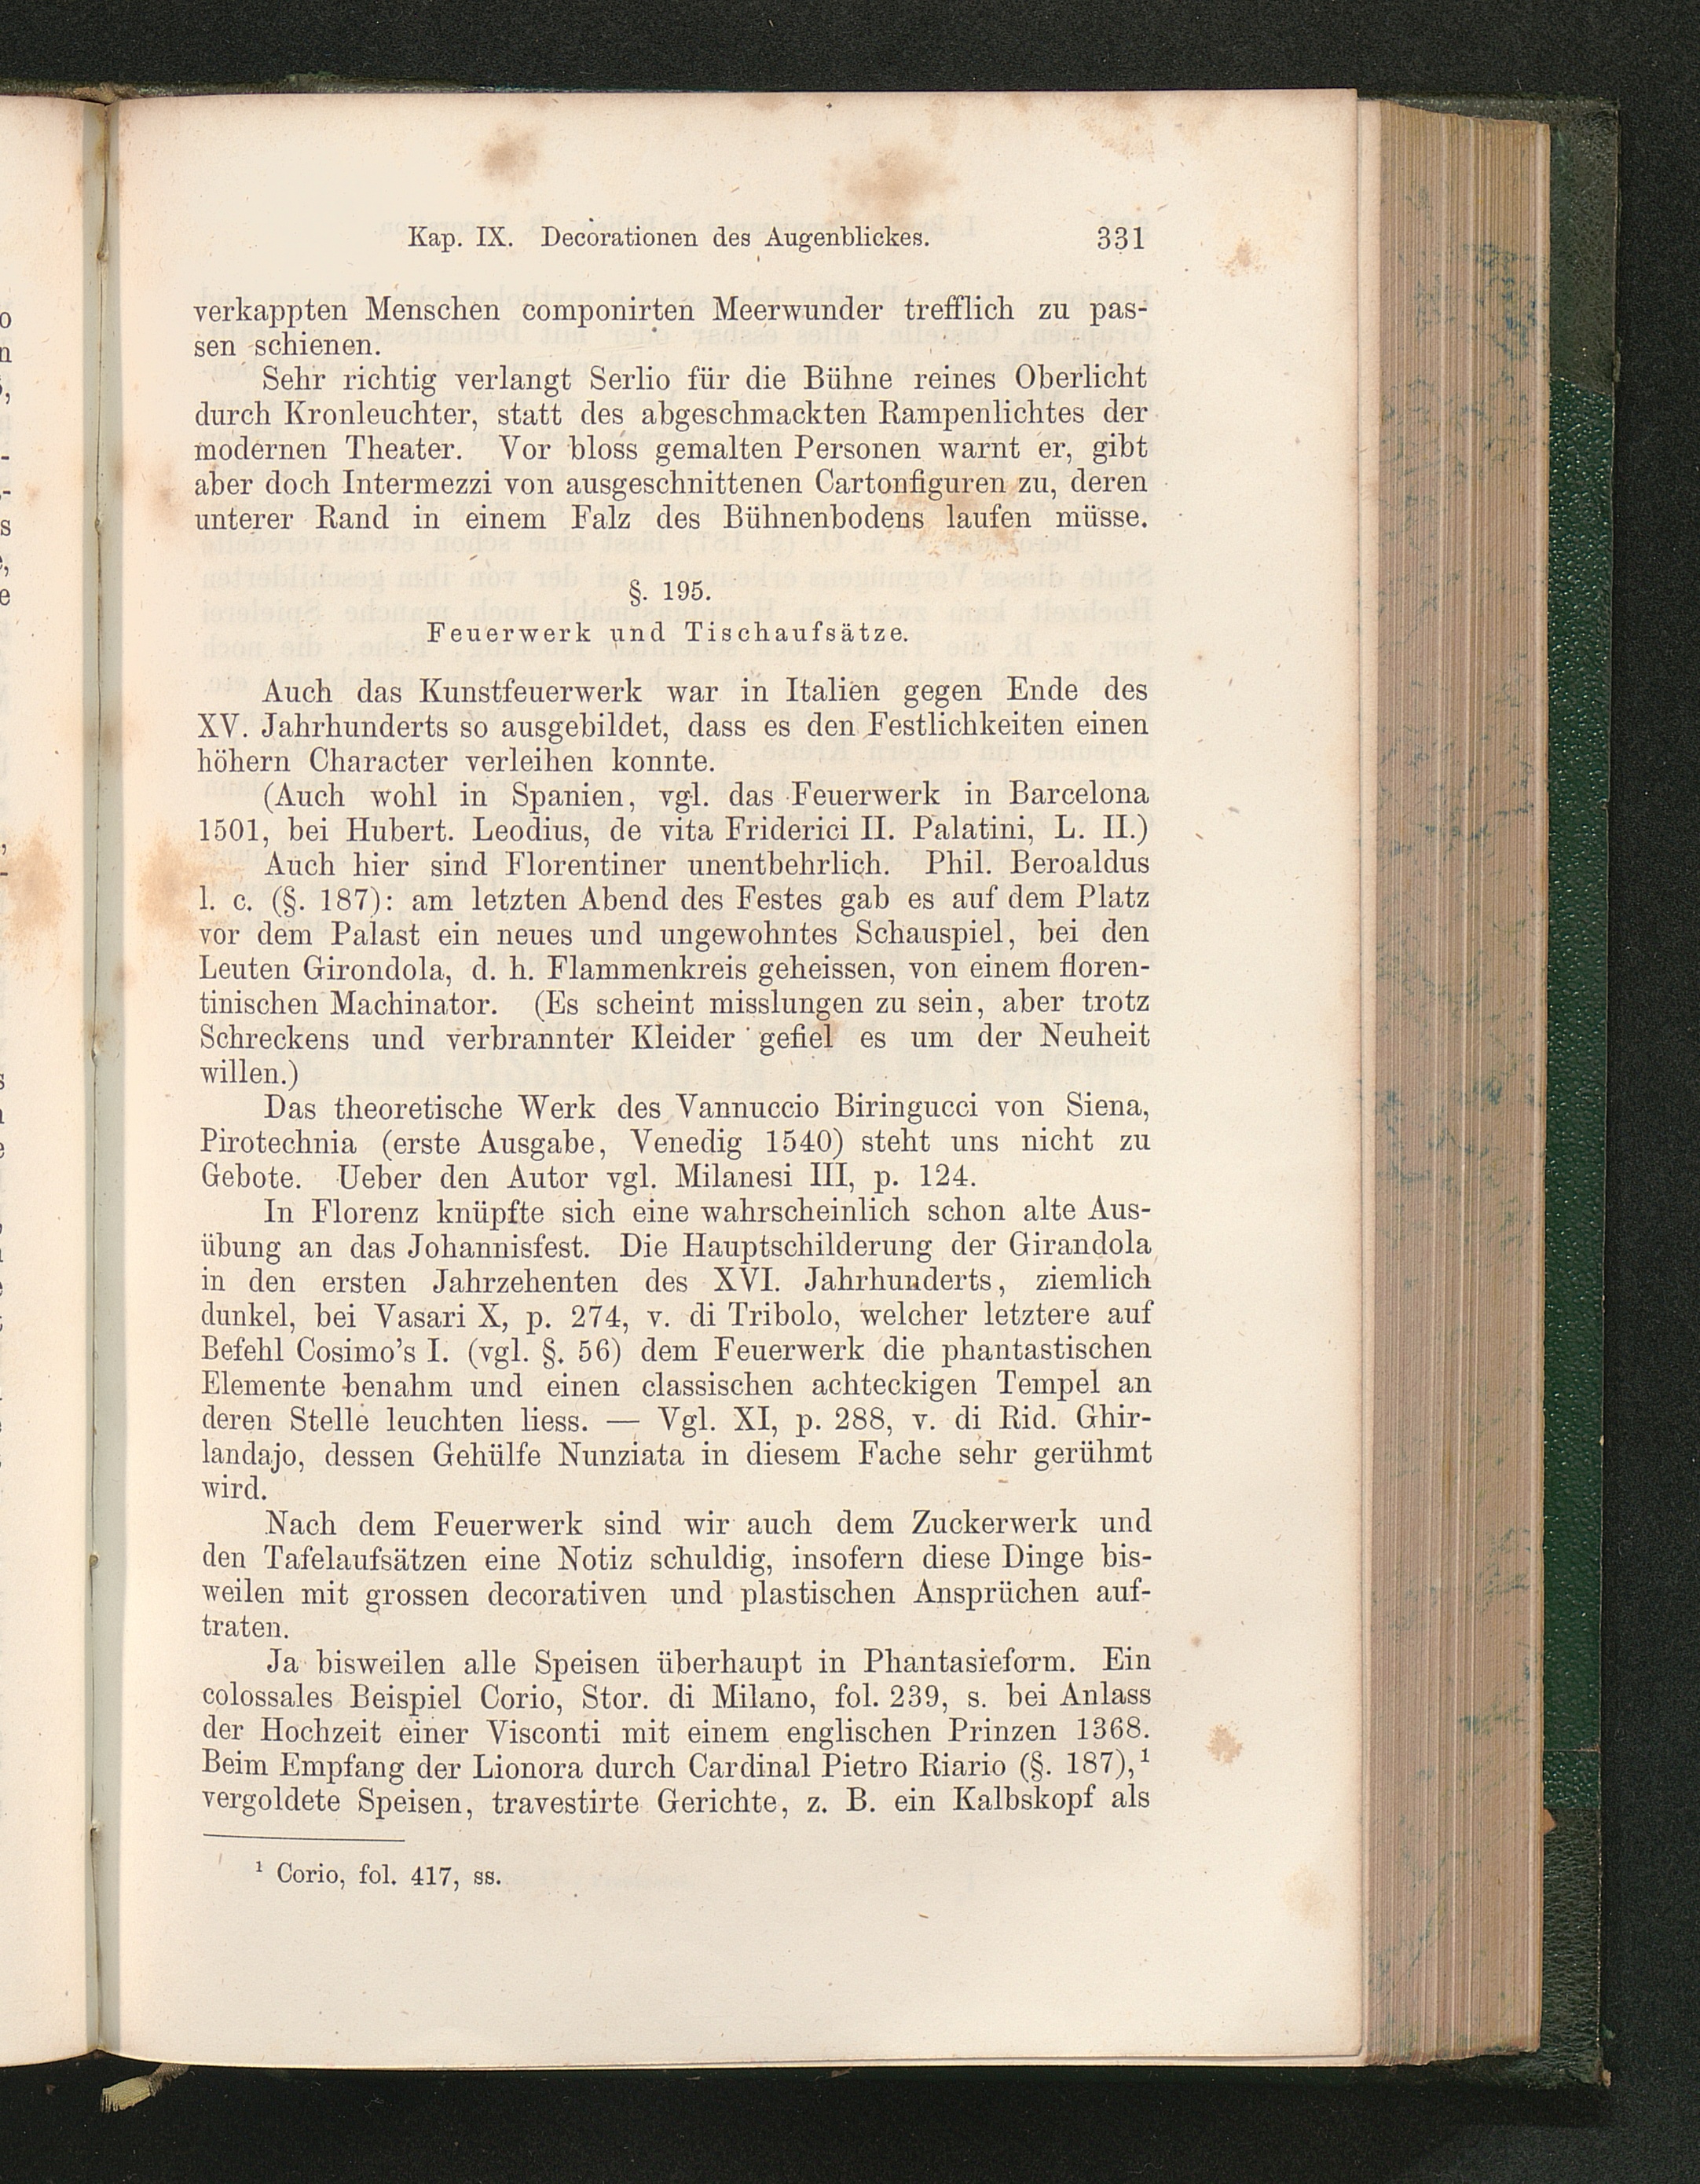 Kap. IX. Decorationen des Augenblickes. 331
verkappten Menschen componirten Meerwunder trefflich zu pas-
sen schienen.
Sehr richtig verlangt Serlio für die Bühne reines Oberlicht
durch Kronleuchter, statt des abgeschmackten Rampenlichtes der
modernen Theater. Vor bloss gemalten Personen warnt er, gibt
aber doch Intermezzi von ausgeschnittenen Cartonfiguren zu, deren
unterer Rand in einem Falz des Bühnenbodens laufen müsse.
§. 195.
Feuerwerk und Tischaufsätze.
Auch das Kunstfeuerwerk war in Italien gegen Ende des
XV. Jahrhunderts so ausgebildet, dass es den Festlichkeiten einen
höhern Character verleihen konnte.
(Auch wohl in Spanien, vgl. das Feuerwerk in Barcelona
1501, bei Hubert. Leodius, de vita Friderici II. Palatini, L. II.)
Auch hier sind Florentiner unentbehrlich. Phil. Beroaldus
l. c. (§. 187): am letzten Abend des Festes gab es auf dem Platz
vor dem Palast ein neues und ungewohntes Schauspiel, bei den
Leuten Girondola, d. h. Flammenkreis geheissen, von einem floren-
tinischen Machinator. (Es scheint misslungen zu sein, aber trotz
Schreckens und verbrannter Kleider gefiel es um der Neuheit
willen.)
Das theoretische Werk des Vannuccio Biringucci von Siena,
Pirotechnia (erste Ausgabe, Venedig 1540) steht uns nicht zu
Gebote. Ueber den Autor vgl. Milanesi III, p. 124.
In Florenz knüpfte sich eine wahrscheinlich schon alte Aus-
übung an das Johannisfest. Die Hauptschilderung der Girandola
in den ersten Jahrzehenten des XVI. Jahrhunderts, ziemlich
dunkel, bei Vasari X, p. 274, v. di Tribolo, welcher letztere auf
Befehl Cosimo's I. (vgl. §. 56) dem Feuerwerk die phantastischen
Elemente benahm und einen classischen achteckigen Tempel an
deren Stelle leuchten liess. — Vgl. XI, p. 288, v. di Rid. Ghir-
landajo, dessen Gehülfe Nunziata in diesem Fache sehr gerühmt
wird.
Nach dem Feuerwerk sind wir auch dem Zuckerwerk und
den Tafelaufsätzen eine Notiz schuldig, insofern diese Dinge bis-
weilen mit grossen decorativen und plastischen Ansprüchen auf-
traten.
Ja bisweilen alle Speisen überhaupt in Phantasieform. Ein
colossales Beispiel Corio, Stor. di Milano, fol. 239, s. bei Anlass
der Hochzeit einer Visconti mit einem englischen Prinzen 1368.
Beim Empfang der Lionora durch Cardinal Pietro Riario (§. 187),¹
vergoldete Speisen, travestirte Gerichte, z. B. ein Kalbskopf als
¹ Corio, fol. 417, ss.